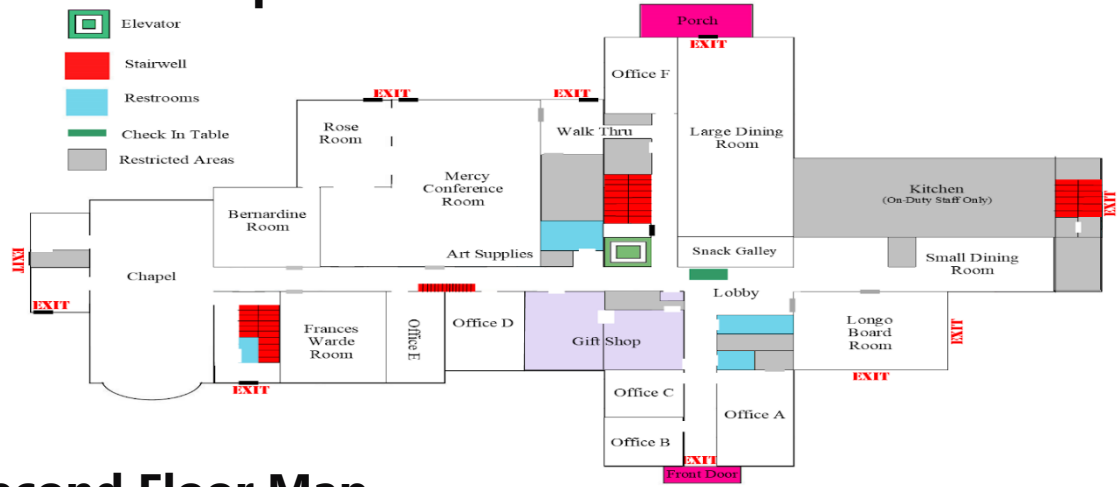 Elevator
Stairwell
Restrooms
Check In Table
Restricted Areas
Porch
EXIT
Office F
EXIT
EXIT
Rose
Room
Walk Thru
Large Dining
Room
Mercy
Conference
Room
Kitchen
(On-Duty Staff Only)
EXIT
Bernardine
Room
Art Supplies
Snack Galley
Small Dining
Room
EXIT
Chapel
Lobby
EXIT
Frances
Warde
Room
Office E
Office D
Gift Shop
Longo
Board
Room
EXIT
EXIT
EXIT
Office C
Office A
Office B
EXIT
Front Door
econd Floor Map